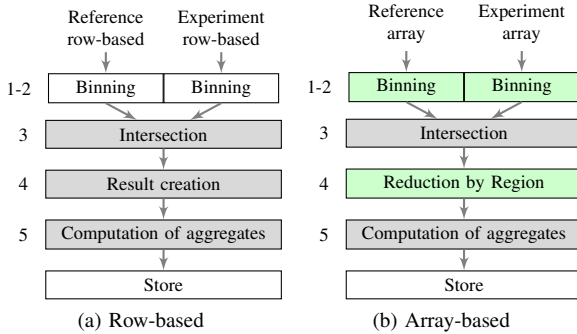 Reference row-based
Experiment row-based
1-2
Binning
Binning
3
Intersection
4
Result creation
5
Computation of aggregates
Store
(a) Row-based
Reference array
Experiment array
1-2
Binning
Binning
3
Intersection
4
Reduction by Region
5
Computation of aggregates
Store
(b) Array-based